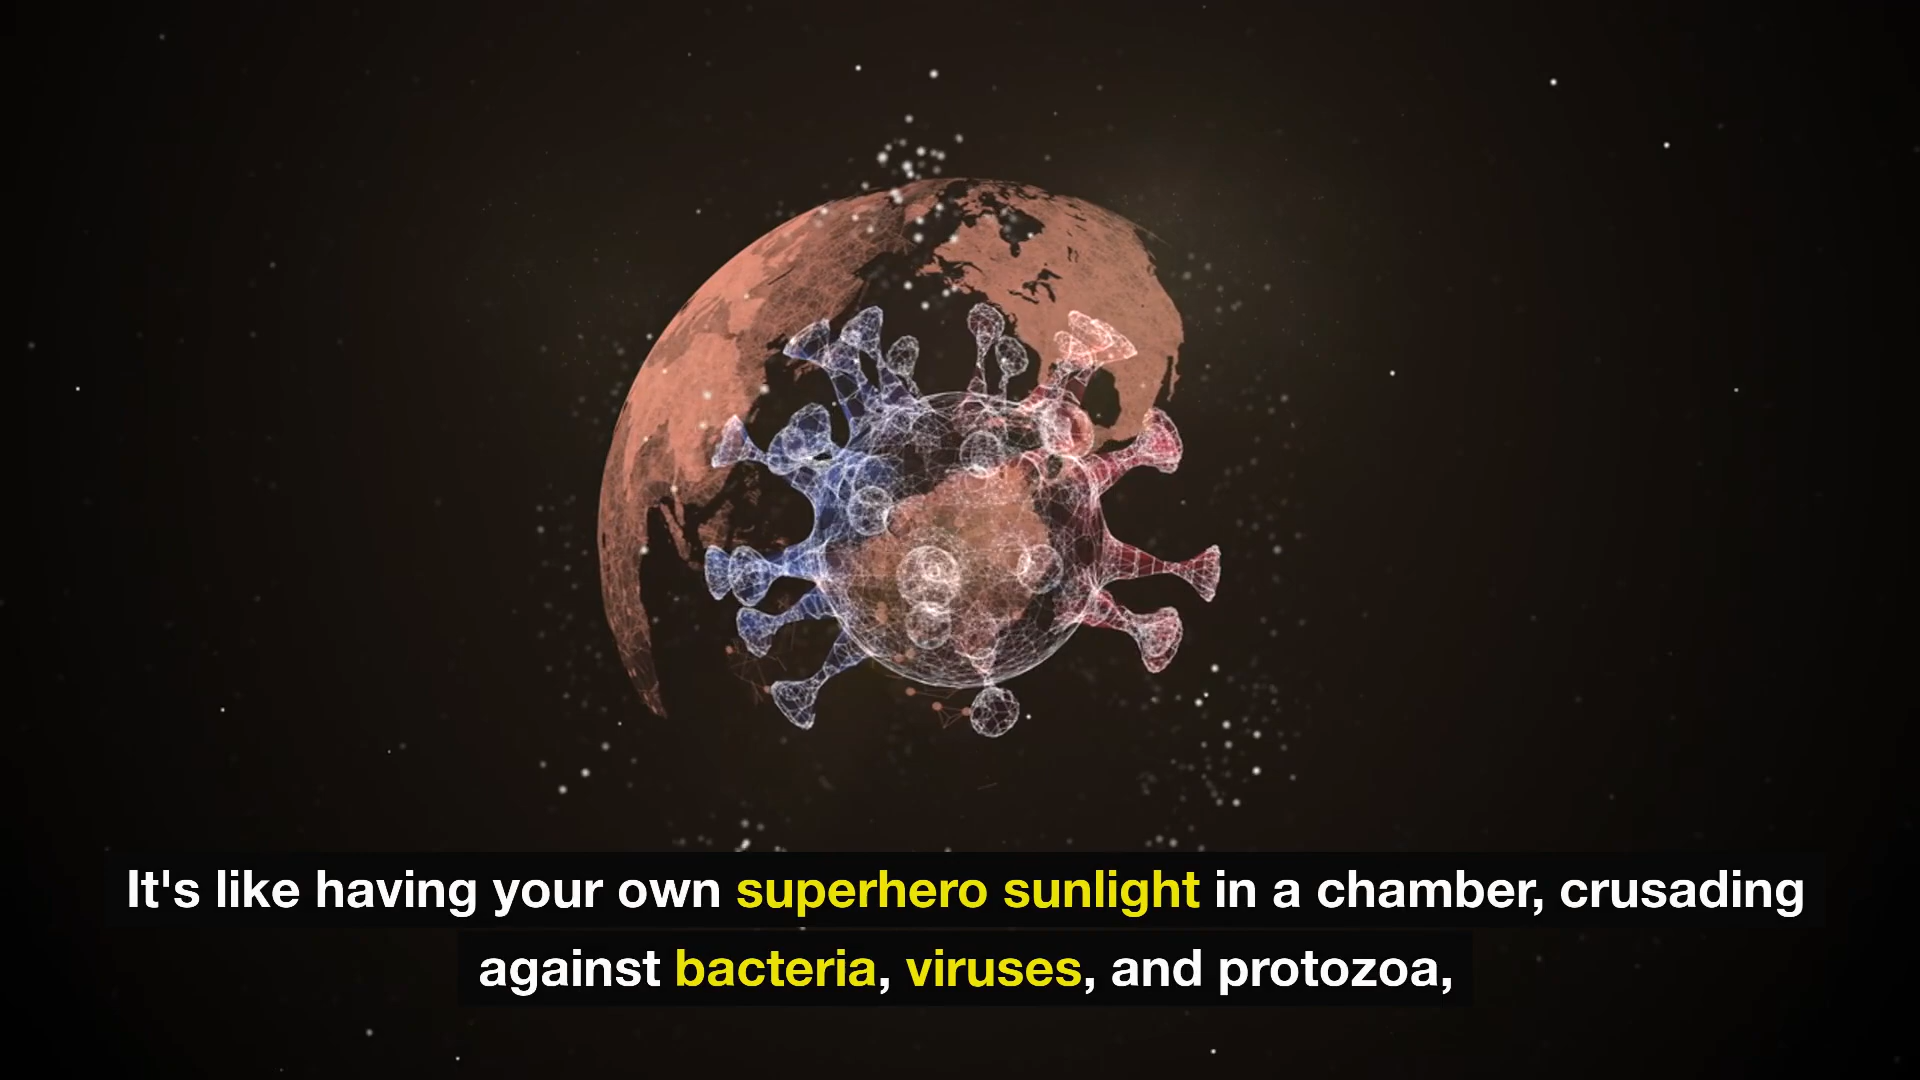 It's like having your own superhero sunlight in a chamber, crusading
against bacteria, viruses, and protozoa,